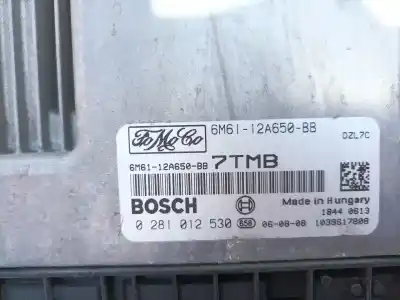 FoMoCo 6M61-12A650-BB DZL7C
6M61-12A650-BB 7TMB
BOSCH Made in Hungary
1844 0613
0 281 012 530 656 06-08-08 1039S17808